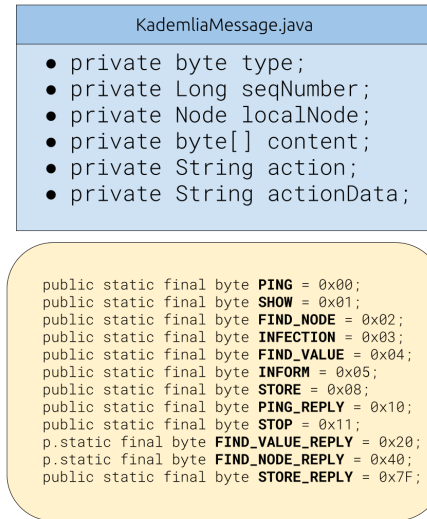 KademliaMessage.java
● private byte type;
● private Long seqNumber;
● private Node localNode;
● private byte[] content;
● private String action;
● private String actionData;
public static final byte PING = 0x00;
public static final byte SHOW = 0x01;
public static final byte FIND_NODE = 0x02;
public static final byte INFECTION = 0x03;
public static final byte FIND_VALUE = 0x04;
public static final byte INFORM = 0x05;
public static final byte STORE = 0x08;
public static final byte PING_REPLY = 0x10;
public static final byte STOP = 0x11;
p.static final byte FIND_VALUE_REPLY = 0x20;
p.static final byte FIND_NODE_REPLY = 0x40;
public static final byte STORE_REPLY = 0x7F;